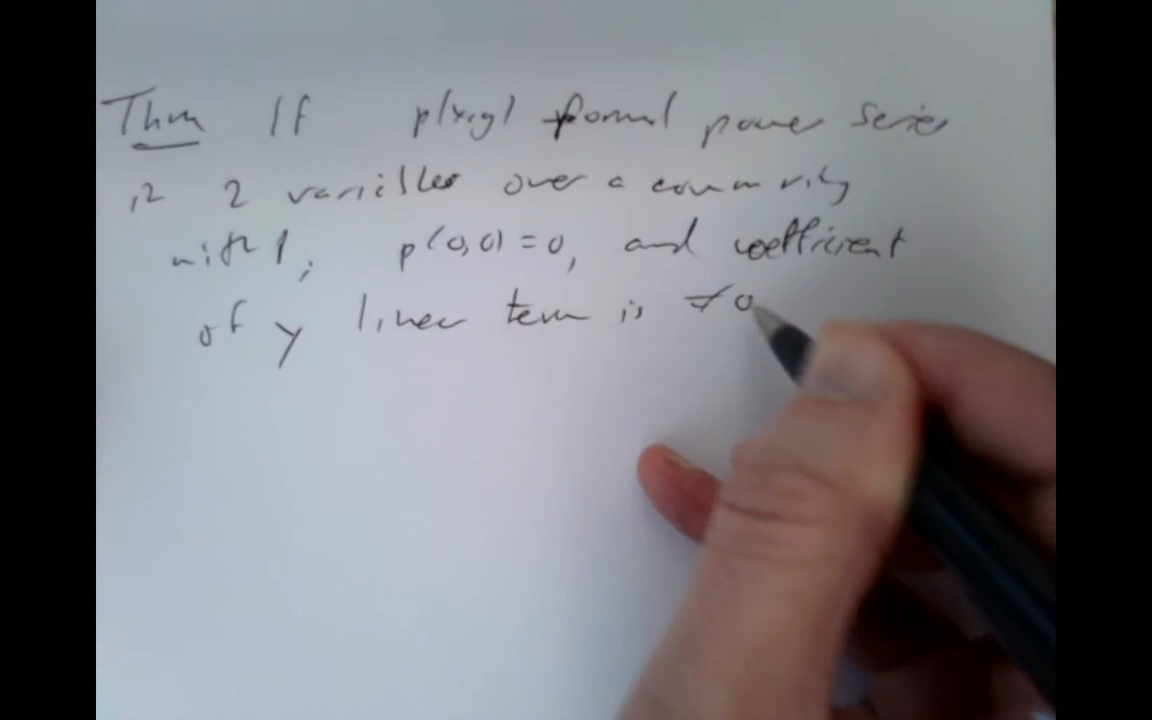 Thm If p(x,y) formal power series
in 2 variables over a comm ring
with 1, p(0,0) = 0, and coefficient
of y linear term is ≠ 0